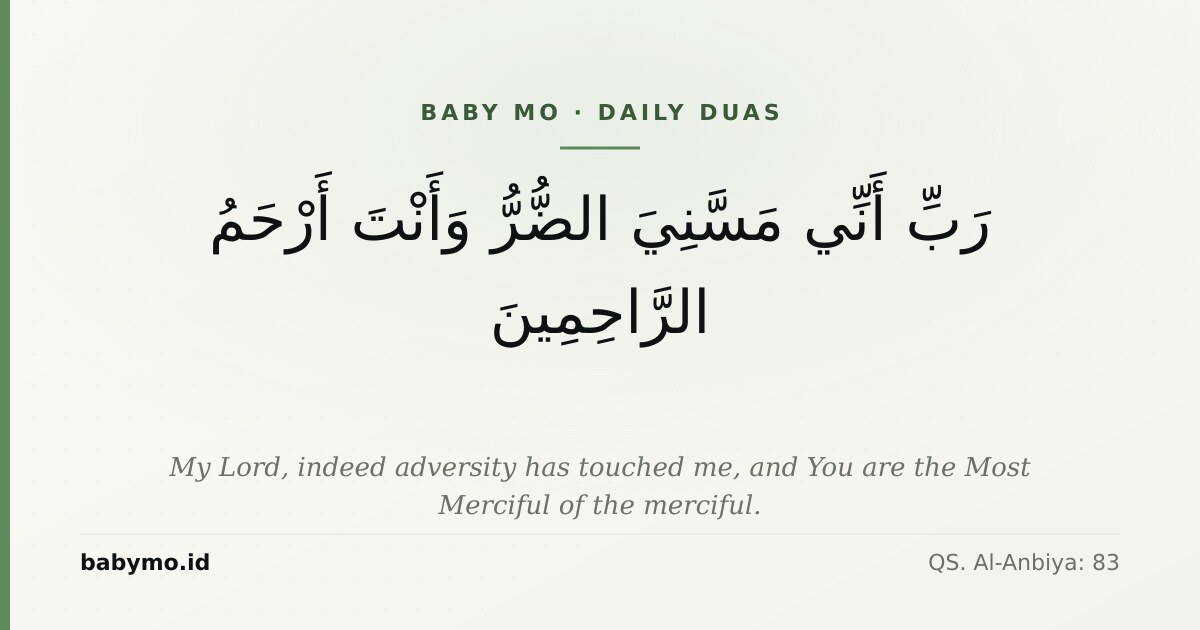 BABY MO · DAILY DUAS
رَبِّ أَنِّي مَسَّنِيَ الضُّرُّ وَأَنْتَ أَرْحَمُ
الرَّاحِمِينَ
My Lord, indeed adversity has touched me, and You are the Most
Merciful of the merciful.
babymo.id
QS. Al-Anbiya: 83